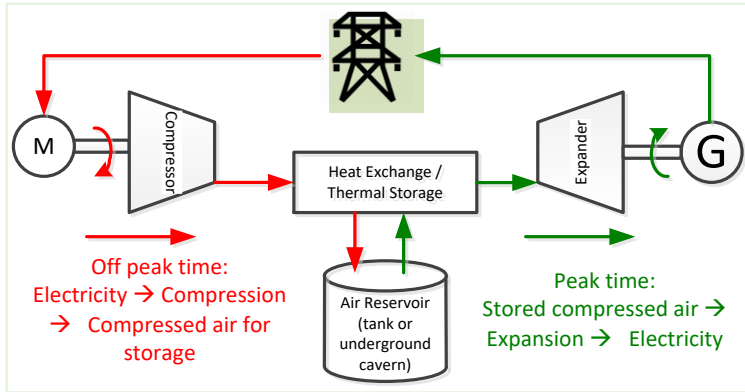 M
Compressor
Heat Exchange /
Thermal Storage
Expander
G
Off peak time:
Electricity → Compression
→ Compressed air for
storage
Air Reservoir
(tank or
underground
cavern)
Peak time:
Stored compressed air →
Expansion → Electricity